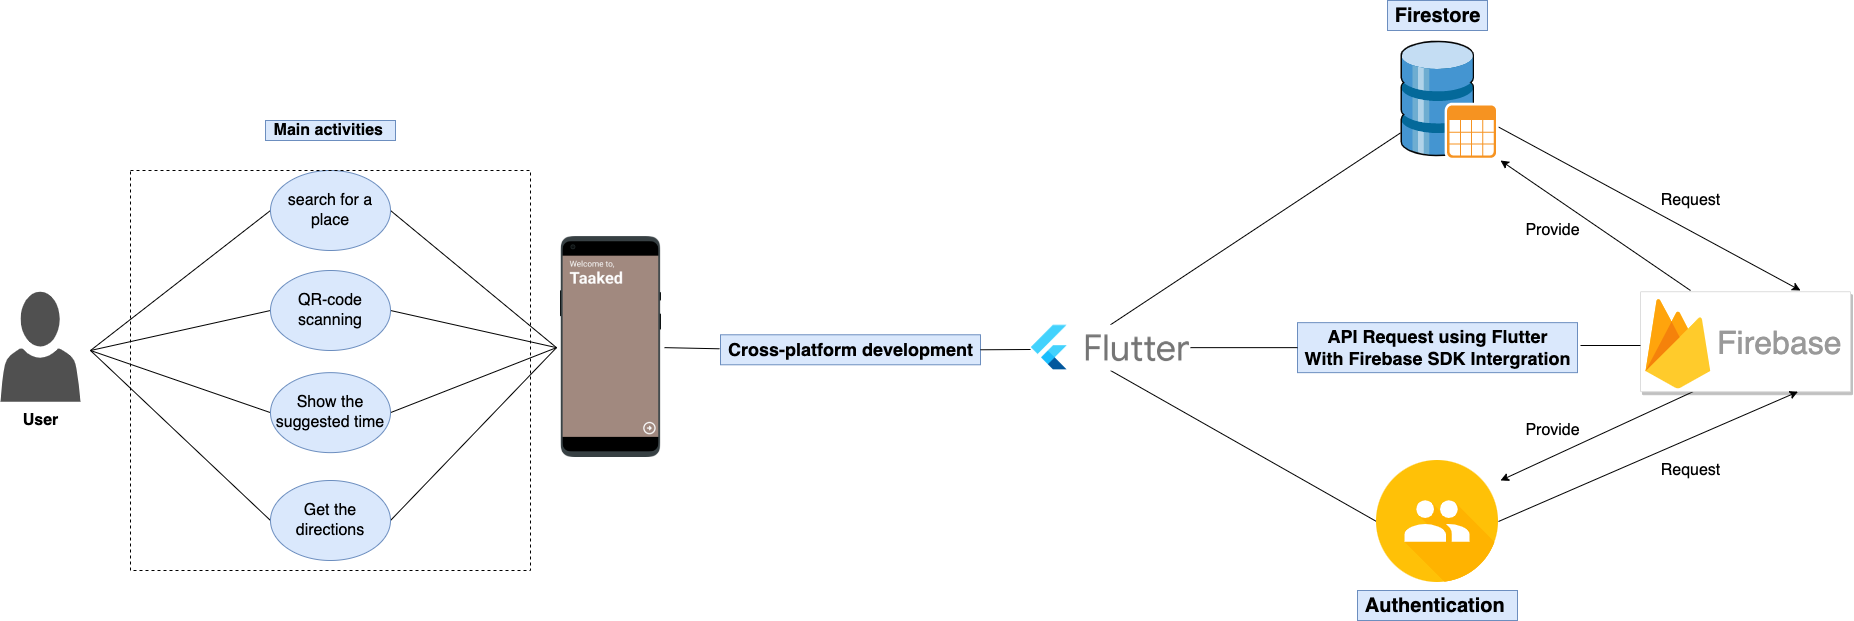 Firestore
Main activities
search for a
place
QR-code
scanning
Show the
suggested time
Get the
directions
User
Welcome to,
Taaked
Cross-platform development
Flutter
API Request using Flutter
With Firebase SDK Intergration
Firebase
Request
Provide
Provide
Request
Authentication